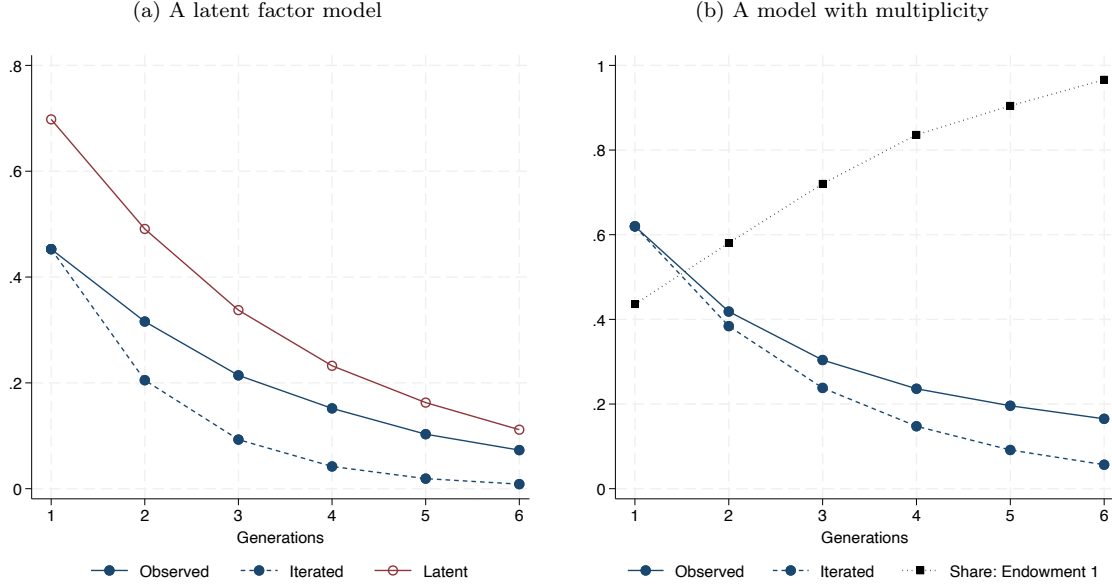 (a) A latent factor model
.8
.6
.4
.2
0
1 2 3 4 5 6
Generations
Observed Iterated Latent
(b) A model with multiplicity
1
.8
.6
.4
.2
0
1 2 3 4 5 6
Generations
Observed Iterated Share: Endowment 1